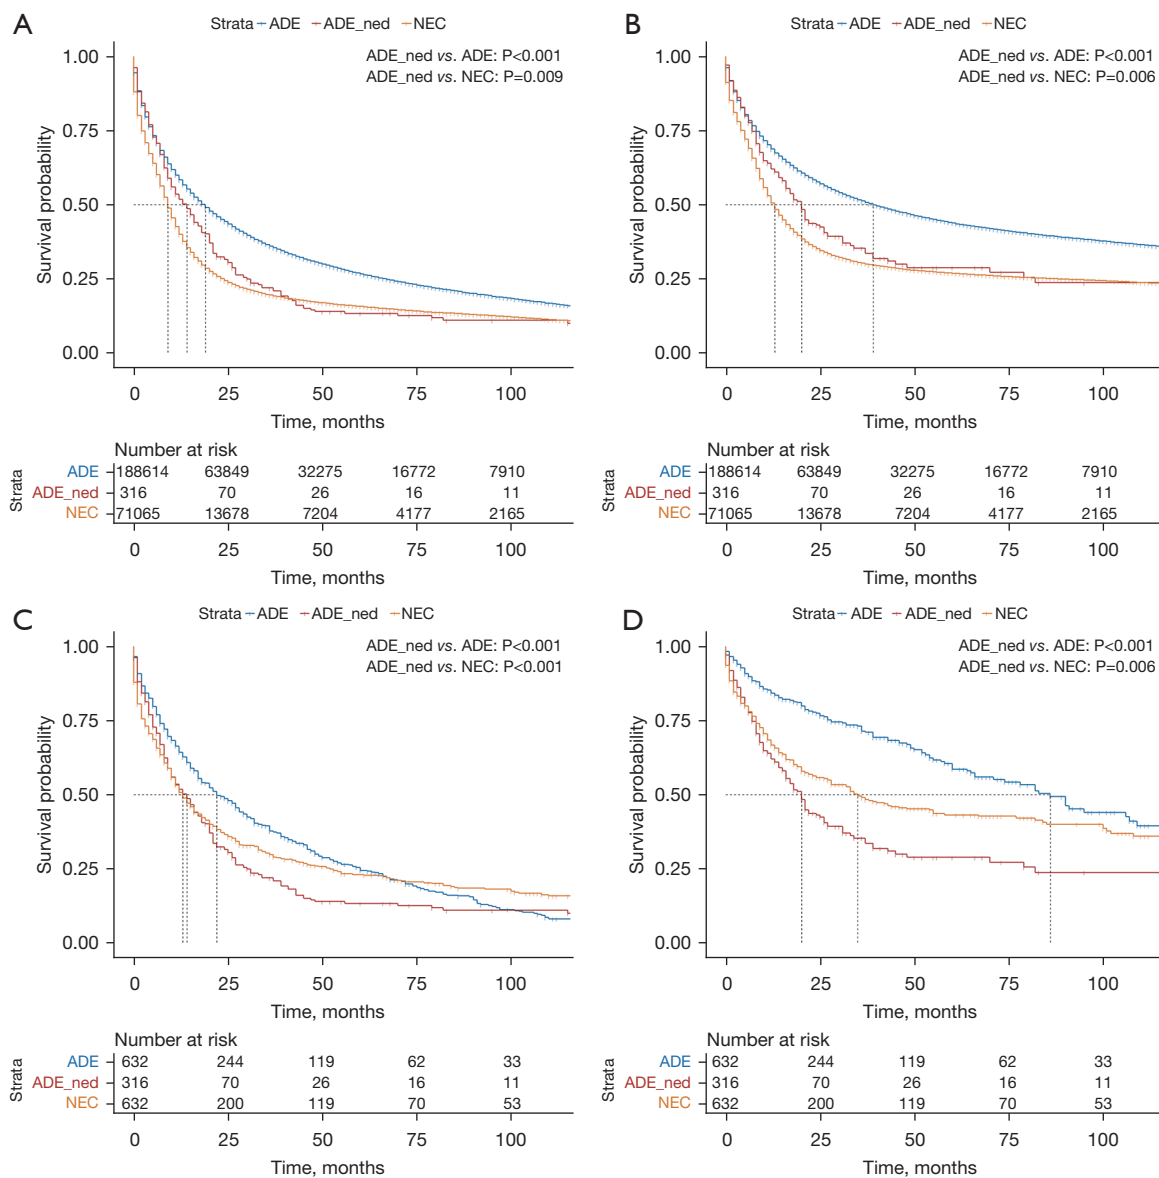 A
Strata ADE ADE_ned NEC
ADE_ned vs. ADE: P<0.001
ADE_ned vs. NEC: P=0.009
Survival probability
1.00
0.75
0.50
0.25
0.00
0 25 50 75 100
Time, months
Number at risk
Strata
ADE 188614 63849 32275 16772 7910
ADE_ned 316 70 26 16 11
NEC 71065 13678 7204 4177 2165
0 25 50 75 100
Time, months
B
Strata ADE ADE_ned NEC
ADE_ned vs. ADE: P<0.001
ADE_ned vs. NEC: P=0.006
Survival probability
1.00
0.75
0.50
0.25
0.00
0 25 50 75 100
Time, months
Number at risk
Strata
ADE 188614 63849 32275 16772 7910
ADE_ned 316 70 26 16 11
NEC 71065 13678 7204 4177 2165
0 25 50 75 100
Time, months
C
Strata ADE ADE_ned NEC
ADE_ned vs. ADE: P<0.001
ADE_ned vs. NEC: P<0.001
Survival probability
1.00
0.75
0.50
0.25
0.00
0 25 50 75 100
Time, months
Number at risk
Strata
ADE 632 244 119 62 33
ADE_ned 316 70 26 16 11
NEC 632 200 119 70 53
0 25 50 75 100
Time, months
D
Strata ADE ADE_ned NEC
ADE_ned vs. ADE: P<0.001
ADE_ned vs. NEC: P=0.006
Survival probability
1.00
0.75
0.50
0.25
0.00
0 25 50 75 100
Time, months
Number at risk
Strata
ADE 632 244 119 62 33
ADE_ned 316 70 26 16 11
NEC 632 200 119 70 53
0 25 50 75 100
Time, months